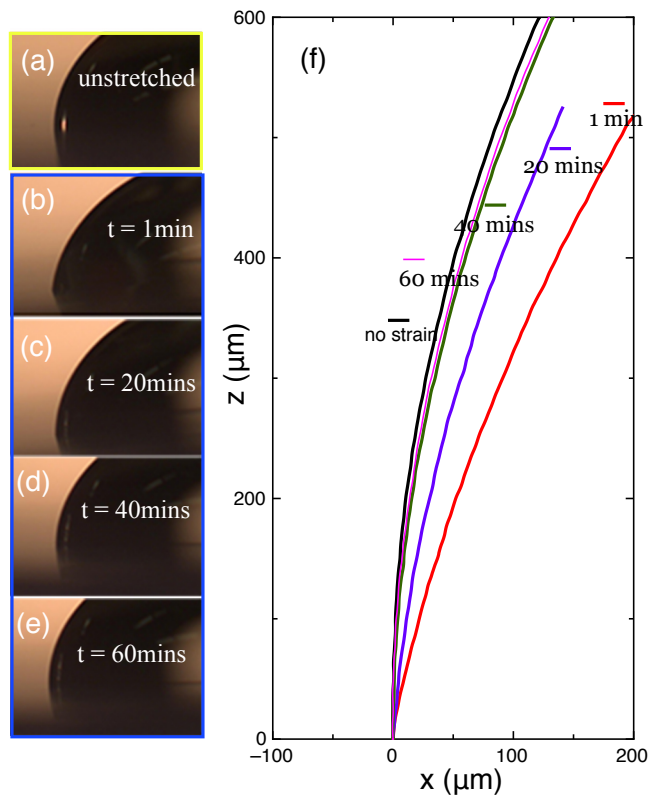 (a)
unstretched
(b)
t = 1min
(c)
t = 20mins
(d)
t = 40mins
(e)
t = 60mins
(f)
600
400
200
0
z (μm)
1 min
20 mins
40 mins
60 mins
no strain
−100
0
100
200
x (μm)